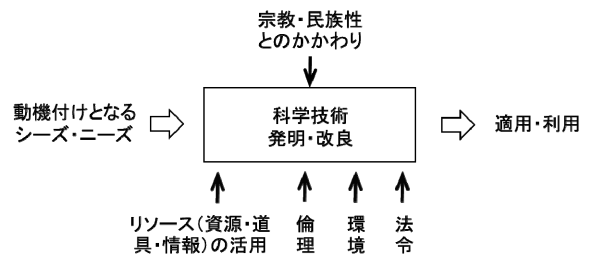 宗教・民族性
とのかかわり
動機付けとなる
シーズ・ニーズ
科学技術
発明・改良
適用・利用
リソース(資源・道
具・情報)の活用
倫
理
環
境
法
令